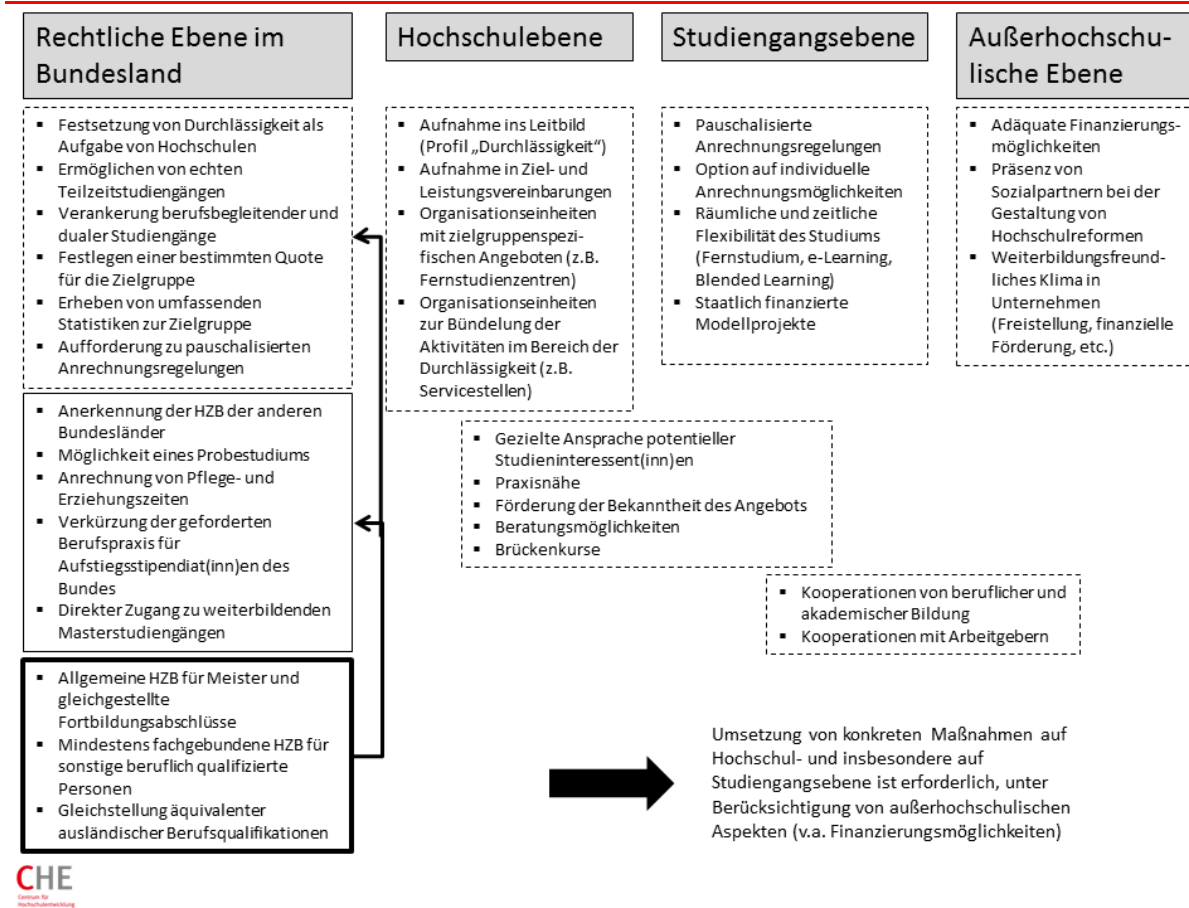 Rechtliche Ebene im
Bundesland
▪ Festsetzung von Durchlässigkeit als
Aufgabe von Hochschulen
▪ Ermöglichen von echten
Teilzeitstudiengängen
▪ Verankerung berufsbegleitender und
dualer Studiengänge
▪ Festlegen einer bestimmten Quote
für die Zielgruppe
▪ Erheben von umfassenden
Statistiken zur Zielgruppe
▪ Aufforderung zu pauschalisierten
Anrechnungsregelungen
▪ Anerkennung der HZB der anderen
Bundesländer
▪ Möglichkeit eines Probestudiums
▪ Anrechnung von Pflege- und
Erziehungszeiten
▪ Verkürzung der geforderten
Berufspraxis für
Aufstiegsstipendiat(inn)en des
Bundes
▪ Direkter Zugang zu weiterbildenden
Masterstudiengängen
▪ Allgemeine HZB für Meister und
gleichgestellte
Fortbildungsabschlüsse
▪ Mindestens fachgebundene HZB für
sonstige beruflich qualifizierte
Personen
▪ Gleichstellung äquivalenter
ausländischer Berufsqualifikationen
Hochschulebene
▪ Aufnahme ins Leitbild
(Profil „Durchlässigkeit“)
▪ Aufnahme in Ziel- und
Leistungsvereinbarungen
▪ Organisationseinheiten
mit zielgruppenspezi-
fischen Angeboten (z.B.
Fernstudienzentren)
▪ Organisationseinheiten
zur Bündelung der
Aktivitäten im Bereich der
Durchlässigkeit (z.B.
Servicestellen)
Studiengangsebene
▪ Pauschalisierte
Anrechnungsregelungen
▪ Option auf individuelle
Anrechnungsmöglichkeiten
▪ Räumliche und zeitliche
Flexibilität des Studiums
(Fernstudium, e-Learning,
Blended Learning)
▪ Staatlich finanzierte
Modellprojekte
Außerhochschu-
lische Ebene
▪ Adäquate Finanzierungs-
möglichkeiten
▪ Präsenz von
Sozialpartnern bei der
Gestaltung von
Hochschulreformen
▪ Weiterbildungsfreund-
liches Klima in
Unternehmen
(Freistellung, finanzielle
Förderung, etc.)
▪ Gezielte Ansprache potentieller
Studieninteressent(inn)en
▪ Praxisnähe
▪ Förderung der Bekanntheit des Angebots
▪ Beratungsmöglichkeiten
▪ Brückenkurse
▪ Kooperationen von beruflicher und
akademischer Bildung
▪ Kooperationen mit Arbeitgebern
Umsetzung von konkreten Maßnahmen auf
Hochschul- und insbesondere auf
Studiengangsebene ist erforderlich, unter
Berücksichtigung von außerhochschulischen
Aspekten (v.a. Finanzierungsmöglichkeiten)
CHE
Centrum für
Hochschulentwicklung